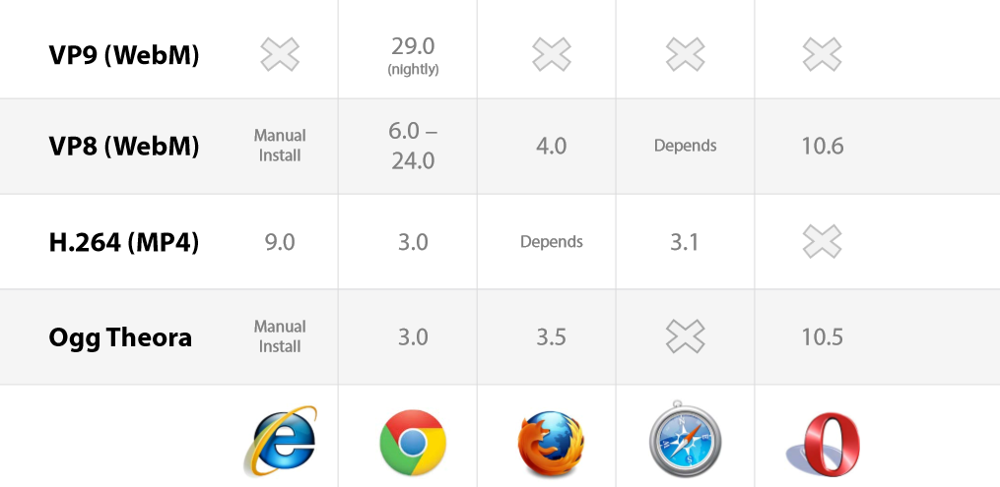 VP9 (WebM)
29.0
(nightly)
VP8 (WebM)
Manual
Install
6.0 –
24.0
4.0
Depends
10.6
H.264 (MP4)
9.0
3.0
Depends
3.1
Ogg Theora
Manual
Install
3.0
3.5
10.5